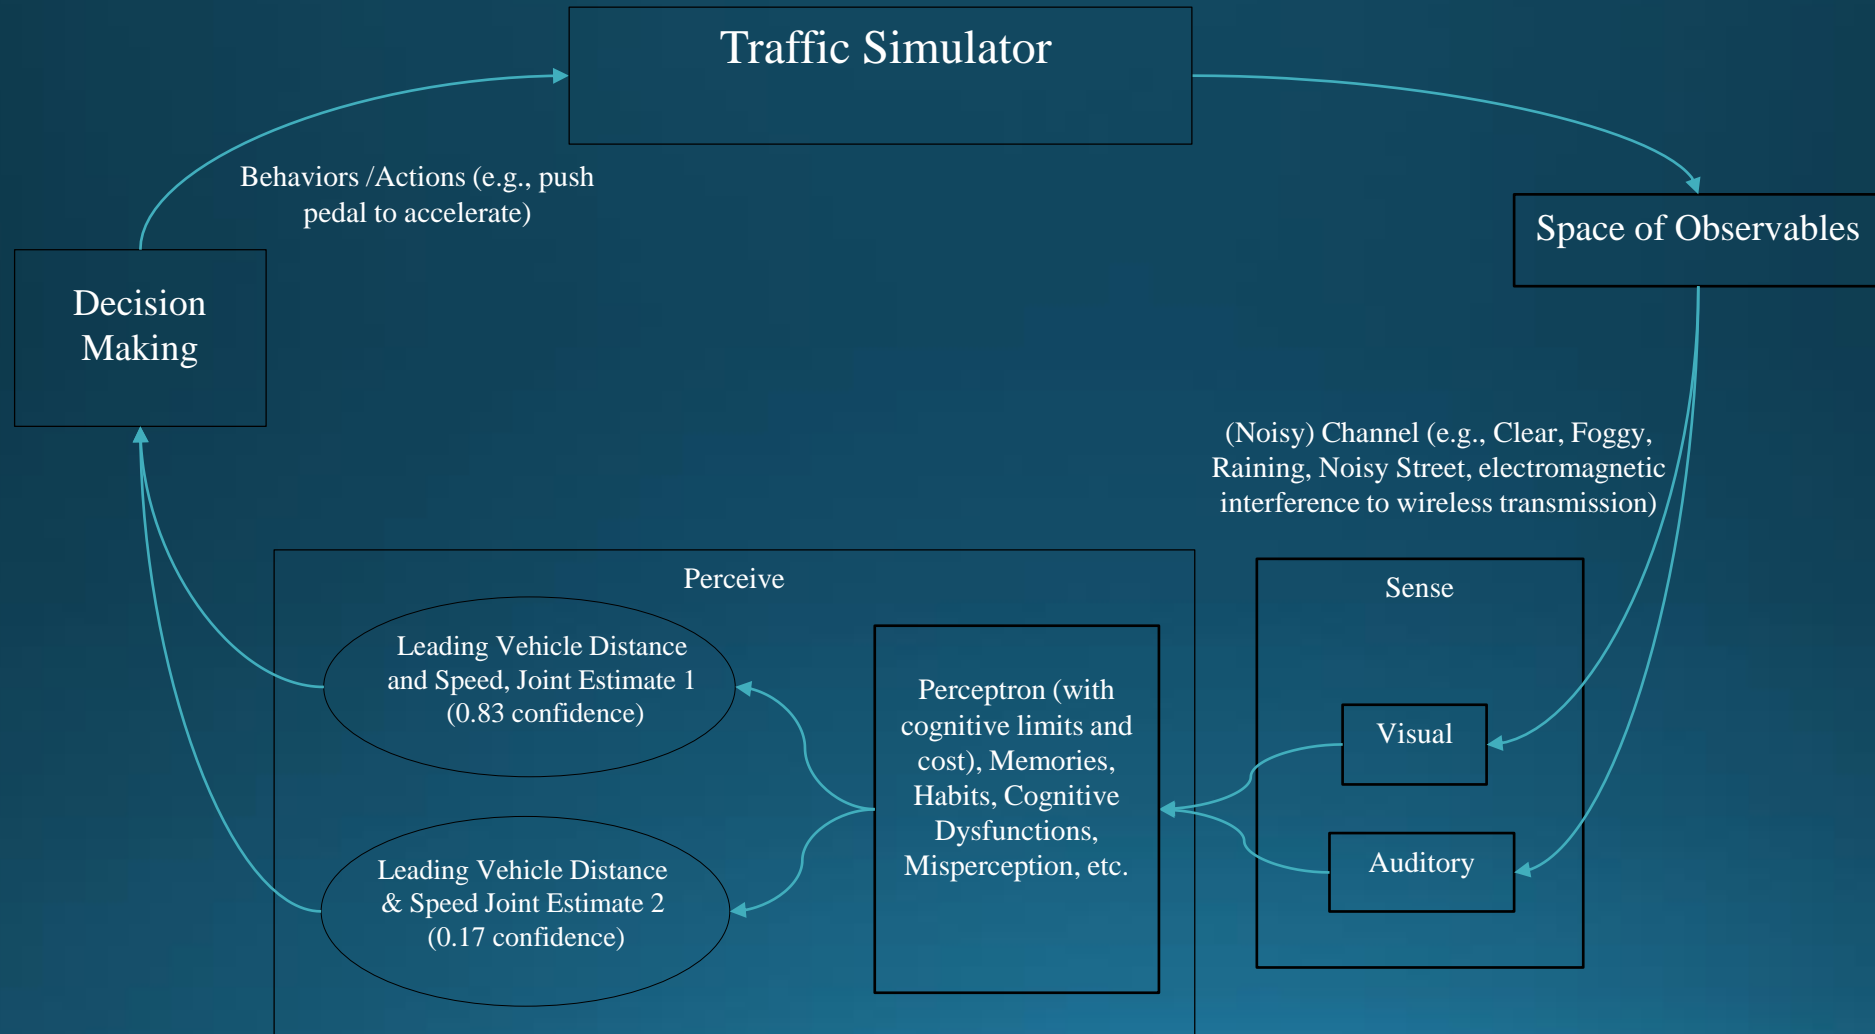 Traffic Simulator
Behaviors /Actions (e.g., push
pedal to accelerate)
Space of Observables
Decision
Making
(Noisy) Channel (e.g., Clear, Foggy,
Raining, Noisy Street, electromagnetic
interference to wireless transmission)
Perceive
Sense
Leading Vehicle Distance
and Speed, Joint Estimate 1
(0.83 confidence)
Perceptron (with
cognitive limits and
cost), Memories,
Habits, Cognitive
Dysfunctions,
Misperception, etc.
Visual
Auditory
Leading Vehicle Distance
& Speed Joint Estimate 2
(0.17 confidence)